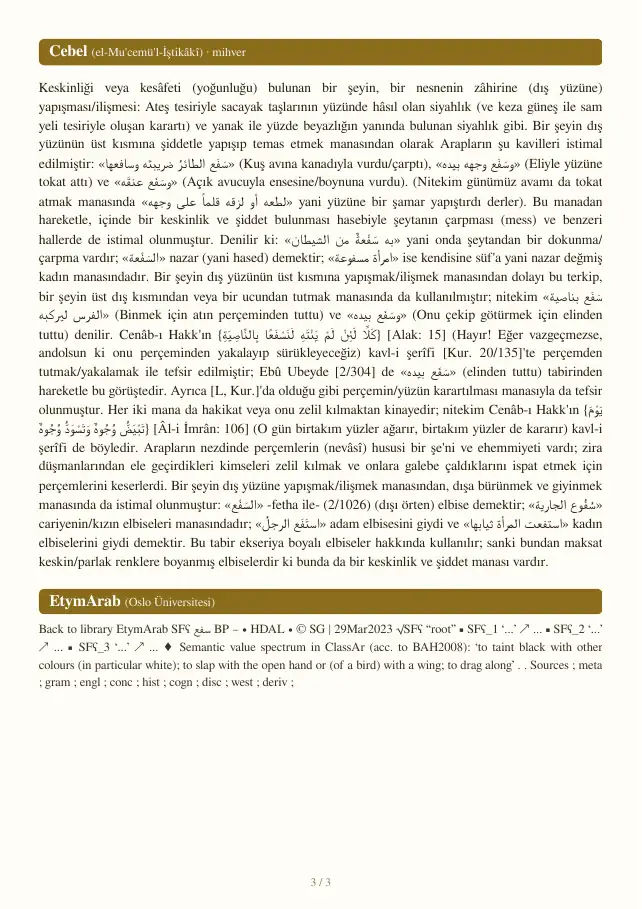 Cebel (el-Mu'cemü'l-İştikâkî) · mihver
Keskinliği veya kesâfeti (yoğunluğu) bulunan bir şeyin, bir nesnenin zâhirine (dış yüzüne)
yapışması/ilişmesi: Ateş tesiriyle sacayak taşlarının yüzünde hâsıl olan siyahlık (ve keza güneş ile sam
yeli tesiriyle oluşan karartı) ve yanak ile yüzde beyazlığın yanında bulunan siyahlık gibi. Bir şeyin dış
yüzünün üst kısmına şiddetle yapışıp temas etmek manasından olarak Arapların şu kavilleri istimal
edilmiştir: «سَفَع الطائرُ ضريبتَه وسافعها» (Kuş avına kanadıyla vurdu/çarptı), «وسَفَع وجهه بيده» (Eliyle yüzüne
tokat attı) ve «وسَفَع عنقَه» (Açık avucuyla ensesine/boynuna vurdu). (Nitekim günümüz avamı da tokat
atmak manasında «لطعه أو لزقه قلماً على وجهه» yani yüzüne bir şamar yapıştırdı derler). Bu manadan
hareketle, içinde bir keskinlik ve şiddet bulunması hasebiyle şeytanın çarpması (mess) ve benzeri
hallerde de istimal olunmuştur. Denilir ki: «به سَفْعةٌ من الشيطان» yani onda şeytandan bir dokunma/
çarpma vardır; «السَفْعة» nazar (yani hased) demektir; «امرأة مسفوعة» ise kendisine süf'a yani nazar değmiş
kadın manasındadır. Bir şeyin dış yüzünün üst kısmına yapışmak/ilişmek manasından dolayı bu terkip,
bir şeyin üst dış kısmından veya bir ucundan tutmak manasında da kullanılmıştır; nitekim «سَفَع بناصية
الفرس ليركبه» (Binmek için atın perçeminden tuttu) ve «وسَفَع بيده» (Onu çekip götürmek için elinden
tuttu) denilir. Cenâb-ı Hakk'ın {كَلَّا لَئِنْ لَمْ يَنْتَهِ لَنَسْفَعًا بِالنَّاصِيَةِ} [Alak: 15] (Hayır! Eğer vazgeçmezse,
andolsun ki onu perçeminden yakalayıp sürükleyeceğiz) kavl-i şerîfi [Kur. 20/135]'te perçemden
tutmak/yakalamak ile tefsir edilmiştir; Ebû Ubeyde [2/304] de «سَفَع بيده» (elinden tuttu) tabirinden
hareketle bu görüştedir. Ayrıca [L, Kur.]'da olduğu gibi perçemin/yüzün karartılması manasıyla da tefsir
olunmuştur. Her iki mana da hakikat veya onu zelil kılmaktan kinayedir; nitekim Cenâb-ı Hakk'ın {يَوْمَ
تَبْيَضُّ وُجُوهٌ وَتَسْوَدُّ وُجُوهٌ} [Âl-i İmrân: 106] (O gün birtakım yüzler ağarır, birtakım yüzler de kararır) kavl-i
şerîfi de böyledir. Arapların nezdinde perçemlerin (nevâsî) hususi bir şe'ni ve ehemmiyeti vardı; zira
düşmanlarından ele geçirdikleri kimseleri zelil kılmak ve onlara galebe çaldıklarını ispat etmek için
perçemlerini keserlerdi. Bir şeyin dış yüzüne yapışmak/ilişmek manasından, dışa bürünmek ve giyinmek
manasında da istimal olunmuştur: «السَفْع» -fetha ile- (2/1026) (dışı örten) elbise demektir; «سُفُوع الجارية»
cariyenin/kızın elbiseleri manasındadır; «استَفَع الرجلُ» adam elbisesini giydi ve «استفعت المرأة ثيابها» kadın
elbiselerini giydi demektir. Bu tabir ekseriya boyalı elbiseler hakkında kullanılır; sanki bundan maksat
keskin/parlak renklere boyanmış elbiselerdir ki bunda da bir keskinlik ve şiddet manası vardır.
EtymArab (Oslo Üniversitesi)
Back to library EtymArab SFʕ سفع BP – • HDAL • © SG | 29Mar2023 √SFʕ “root” ▪ SFʕ_1 ‘...’ ↗ ... ▪ SFʕ_2 ‘...’
↗ ... ▪ SFʕ_3 ‘...’ ↗ ... ♦ Semantic value spectrum in ClassAr (acc. to BAH2008): ‘to taint black with other
colours (in particular white); to slap with the open hand or (of a bird) with a wing; to drag along’ . . Sources ; meta
; gram ; engl ; conc ; hist ; cogn ; disc ; west ; deriv ;
3 / 3